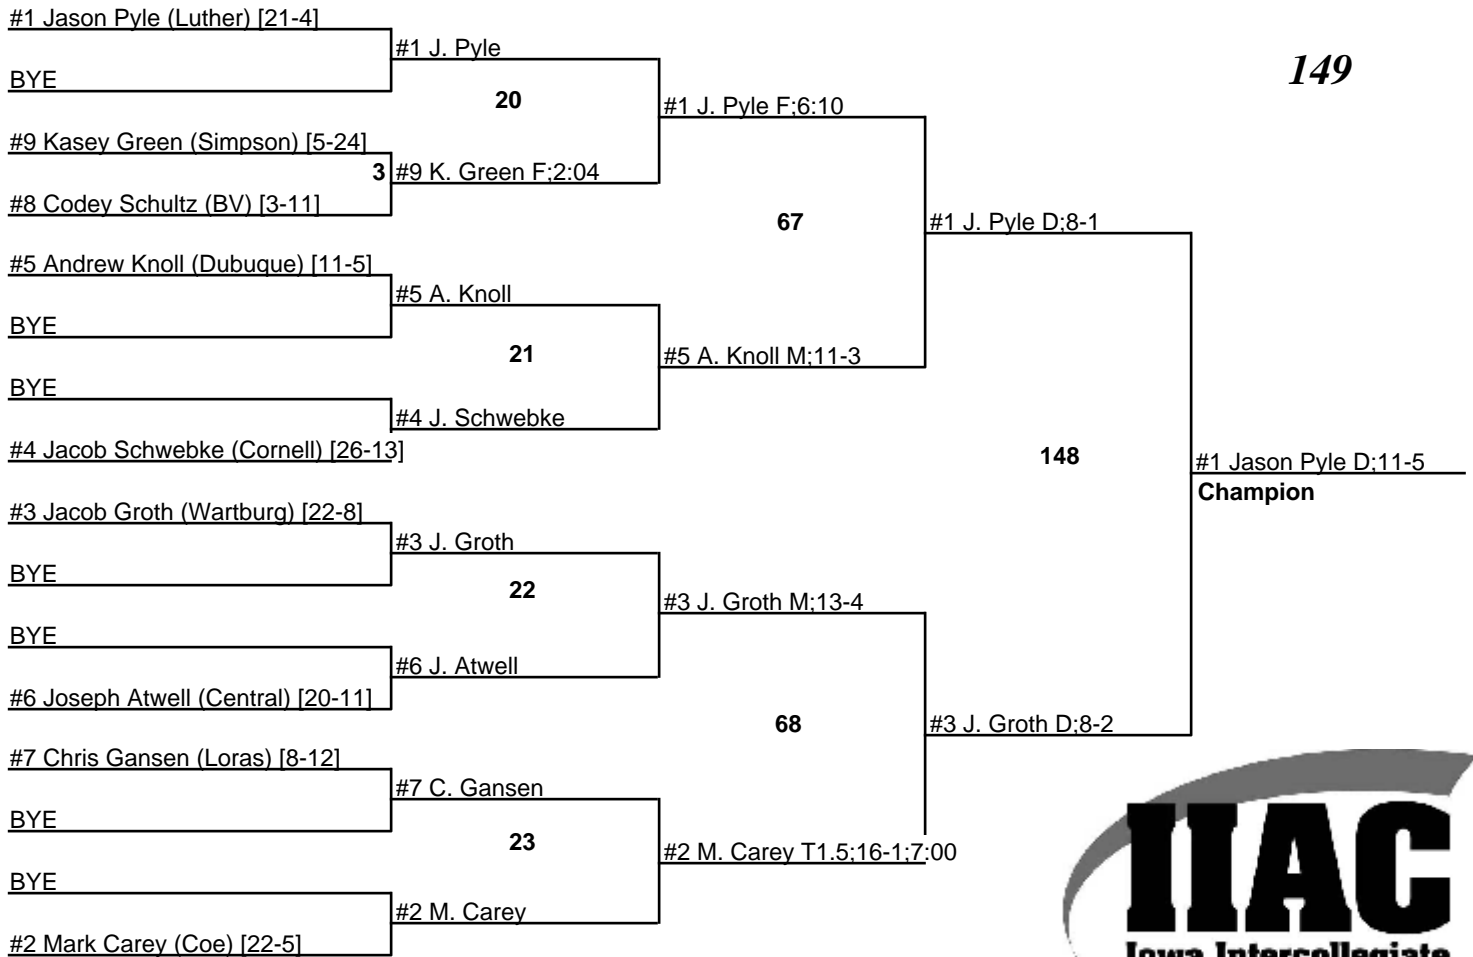 #1 Jason Pyle (Luther) [21-4]
BYE
#9 Kasey Green (Simpson) [5-24]
#8 Codey Schultz (BV) [3-11]
#5 Andrew Knoll (Dubuque) [11-5]
BYE
BYE
#4 Jacob Schwebke (Cornell) [26-13]
#3 Jacob Groth (Wartburg) [22-8]
BYE
BYE
#6 Joseph Atwell (Central) [20-11]
#7 Chris Gansen (Loras) [8-12]
BYE
BYE
#2 Mark Carey (Coe) [22-5]
3
#1 J. Pyle
#9 K. Green F;2:04
#5 A. Knoll
#4 J. Schwebke
#3 J. Groth
#6 J. Atwell
#7 C. Gansen
#2 M. Carey
20
21
22
23
#1 J. Pyle F;6:10
#5 A. Knoll M;11-3
#3 J. Groth M;13-4
#2 M. Carey T1.5;16-1;7:00
67
68
#1 J. Pyle D;8-1
#3 J. Groth D;8-2
148
#1 Jason Pyle D;11-5
Champion
149
IIAC
Iowa Intercollegiate